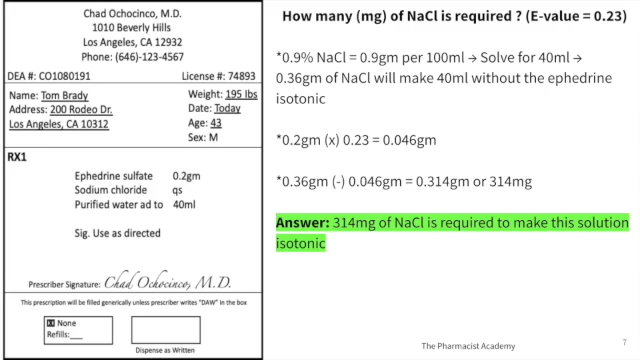 Chad Ochocinco, M.D.
1010 Beverly Hills
Los Angeles, CA 12932
Phone: (646)-123-4567
DEA #: CO1080191 License #: 74893
Name: Tom Brady Weight: 195 lbs
Address: 200 Rodeo Dr. Date: Today
Los Angeles, CA 10312 Age: 43
Sex: M
RX1
Ephedrine sulfate 0.2gm
Sodium chloride qs
Purified water ad to 40ml
Sig. Use as directed
Prescriber Signature: Chad Ochocinco, M.D.
This prescription will be filled generically unless prescriber writes "DAW" in the box
None
Refills:___
Dispense as Written
How many (mg) of NaCl is required ? (E-value = 0.23)
*0.9% NaCl = 0.9gm per 100ml → Solve for 40ml →
0.36gm of NaCl will make 40ml without the ephedrine
isotonic
*0.2gm (x) 0.23 = 0.046gm
*0.36gm (-) 0.046gm = 0.314gm or 314mg
Answer: 314mg of NaCl is required to make this solution
isotonic
The Pharmacist Academy
7